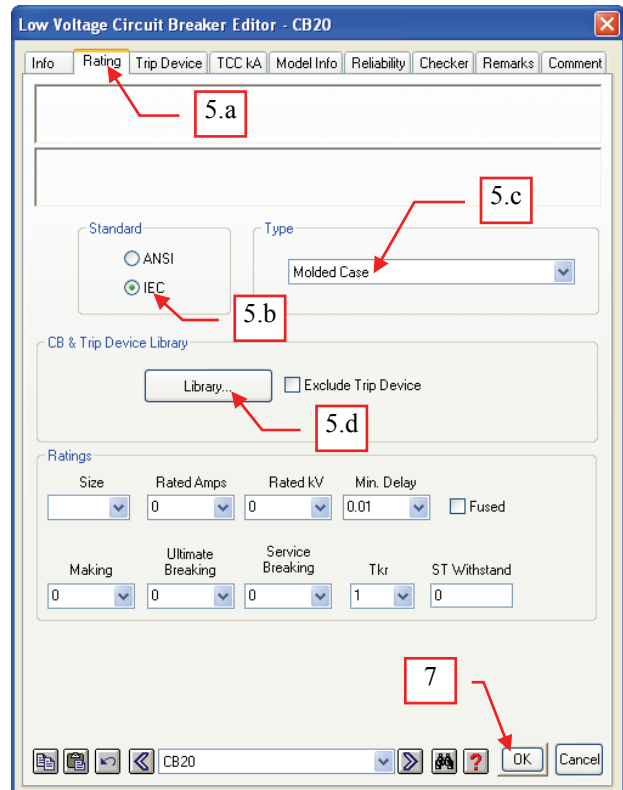 Low Voltage Circuit Breaker Editor - CB20
Info Rating Trip Device TCC kA Model Info Reliability Checker Remarks Comment
5.a
5.c
Standard Type
ANSI
Molded Case
IEC
5.b
CB & Trip Device Library
Library... Exclude Trip Device
5.d
Ratings
Size Rated Amps Rated kV Min. Delay
0 0 0.01 Fused
Ultimate Service
Making Breaking Breaking Tkr ST Withstand
0 0 0 1 0
7
CB20 ? OK Cancel